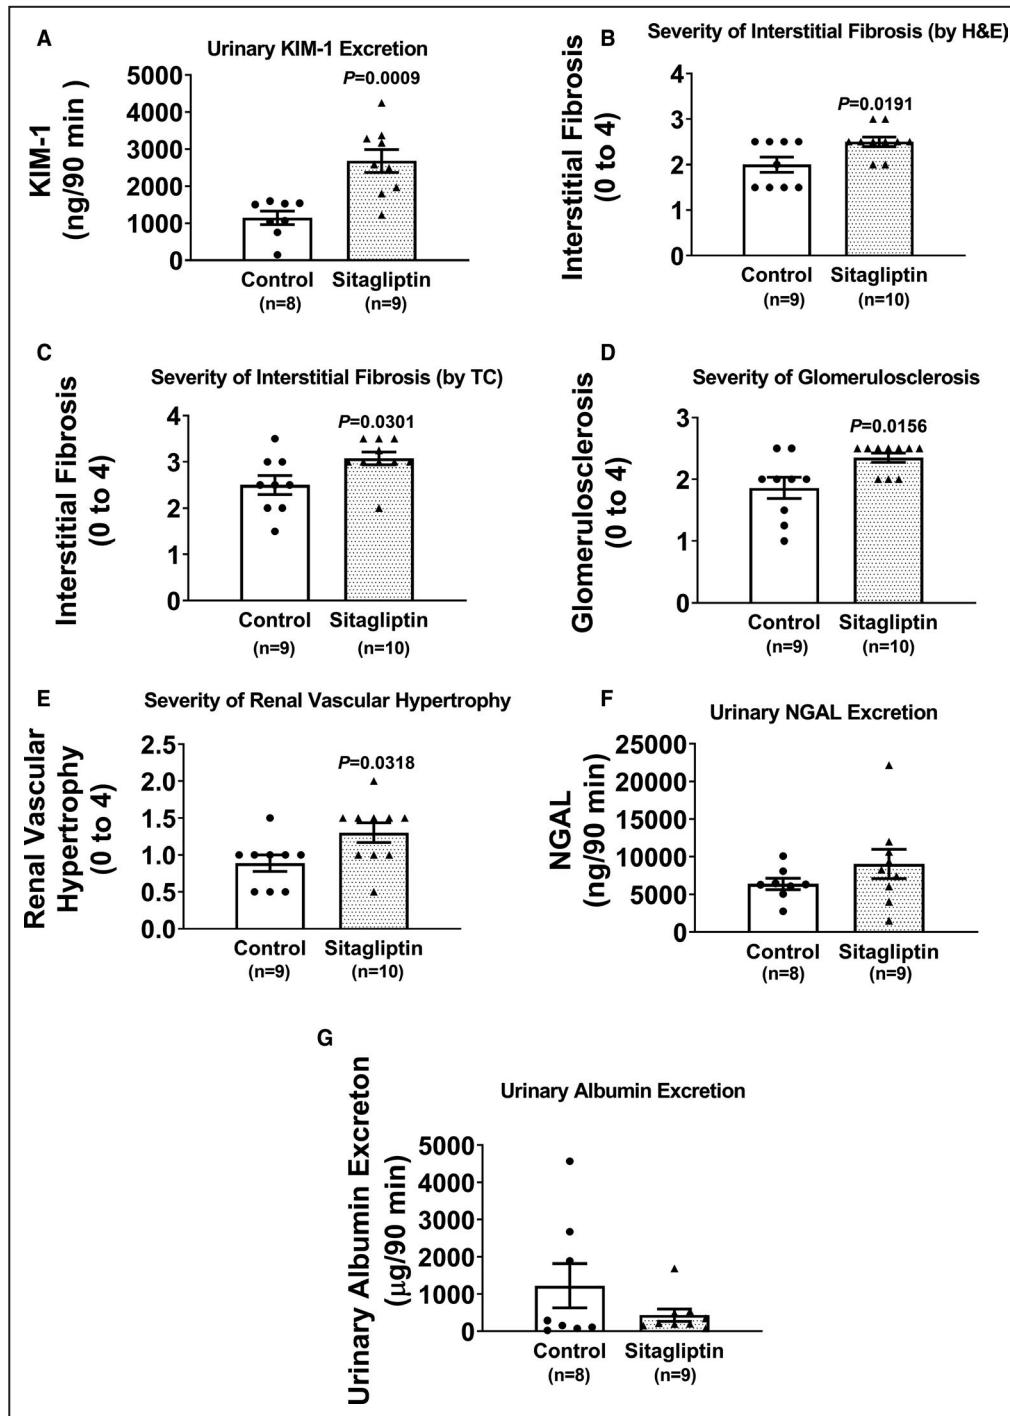 A
Urinary KIM-1 Excretion
KIM-1
(ng/90 min )
5000
4000
3000
2000
1000
0
P=0.0009
Control
Sitagliptin
(n=8)
(n=9)
B
Severity of Interstitial Fibrosis (by H&E)
Interstitial Fibrosis
(0 to 4)
4
3
2
1
0
P=0.0191
Control
Sitagliptin
(n=9)
(n=10)
C
Severity of Interstitial Fibrosis (by TC)
Interstitial Fibrosis
(0 to 4)
4
3
2
1
0
P=0.0301
Control
Sitagliptin
(n=9)
(n=10)
D
Severity of Glomerulosclerosis
Glomerulosclerosis
(0 to 4)
3
2
1
0
P=0.0156
Control
Sitagliptin
(n=9)
(n=10)
E
Severity of Renal Vascular Hypertrophy
Renal Vascular
Hypertrophy
(0 to 4)
2.5
2.0
1.5
1.0
0.5
0.0
P=0.0318
Control
Sitagliptin
(n=9)
(n=10)
F
Urinary NGAL Excretion
NGAL
(ng/90 min)
25000
20000
15000
10000
5000
0
Control
Sitagliptin
(n=8)
(n=9)
G
Urinary Albumin Excretion
Urinary Albumin Excreton
(μg/90 min)
5000
4000
3000
2000
1000
0
Control
Sitagliptin
(n=8)
(n=9)